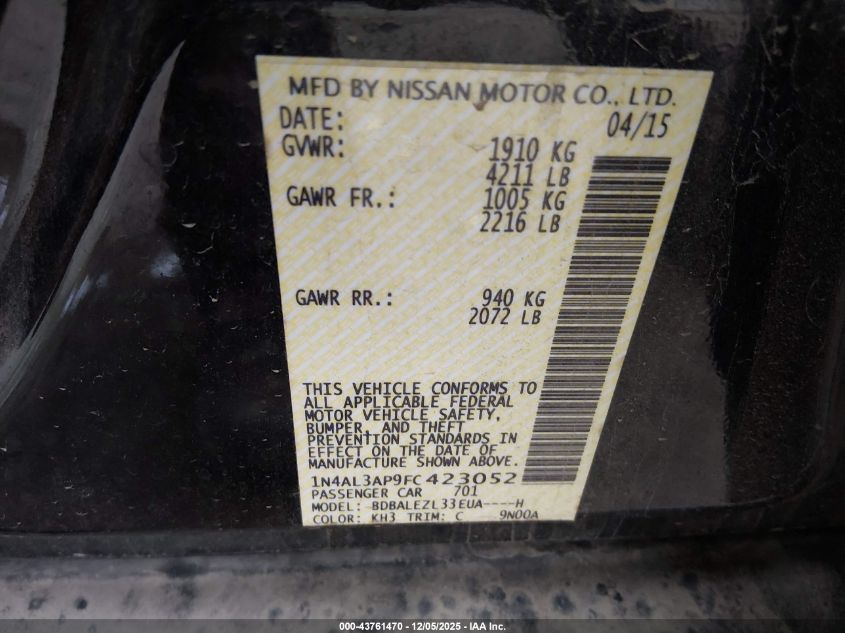 MFD BY NISSAN MOTOR CO., LTD.
DATE: 04/15
GVWR: 1910 KG
4211 LB
GAWR FR.: 1005 KG
2216 LB
GAWR RR.: 940 KG
2072 LB
THIS VEHICLE CONFORMS TO
ALL APPLICABLE FEDERAL
MOTOR VEHICLE SAFETY,
BUMPER, AND THEFT
PREVENTION STANDARDS IN
EFFECT ON THE DATE OF
MANUFACTURE SHOWN ABOVE.
1N4AL3AP9FC423052
PASSENGER CAR 701
MODEL: BDBALEZL33EUA----H
COLOR: KH3 TRIM: C 9N00A
000-43761470 - 12/05/2025 - IAA Inc.